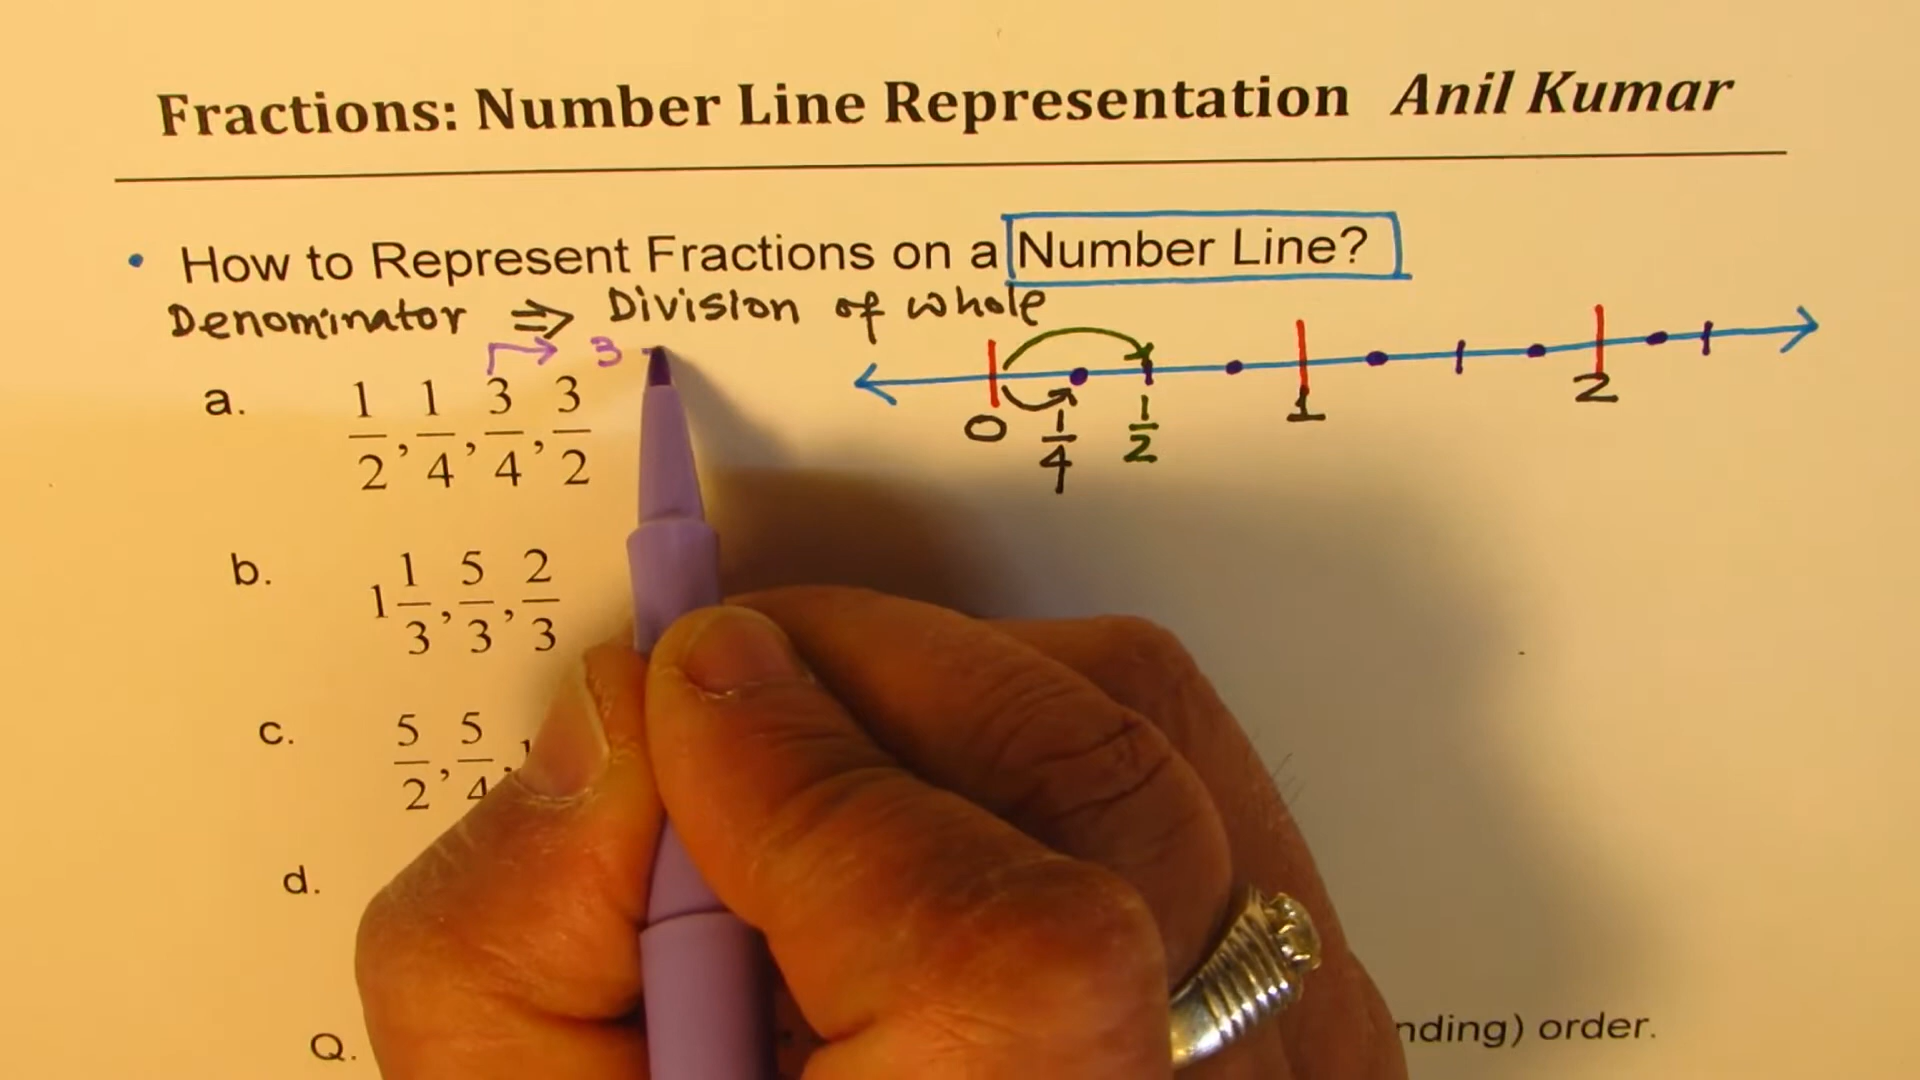 Fractions: Number Line Representation Anil Kumar
• How to Represent Fractions on a Number Line?
Denominator ⇒ Division of whole
3
a. 1/2, 1/4, 3/4, 3/2
0 1/4 1/2 1 2
b. 1 1/3, 5/3, 2/3
c. 5/2, 5/4,
d.
Q. nding) order.